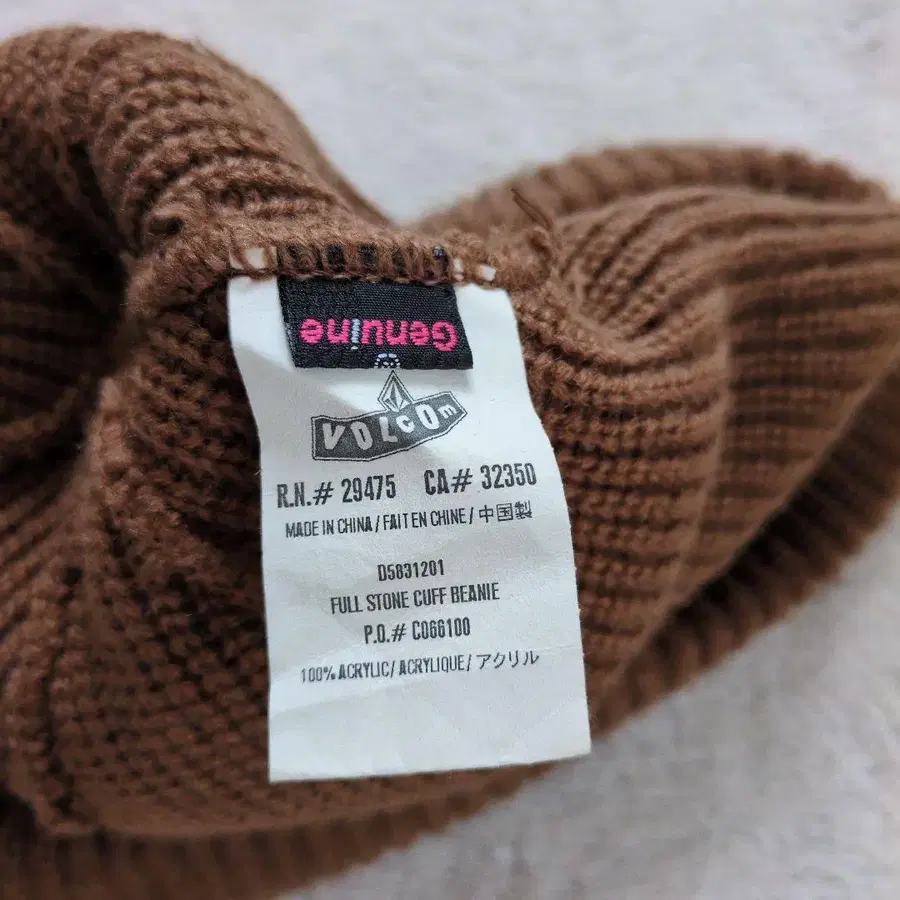 Genuine
VOLCOM
R.N.# 29475 CA# 32350
MADE IN CHINA / FAIT EN CHINE / 中国製
D5831201
FULL STONE CUFF BEANIE
P.O.# C066100
100% ACRYLIC/ ACRYLIQUE/ アクリル